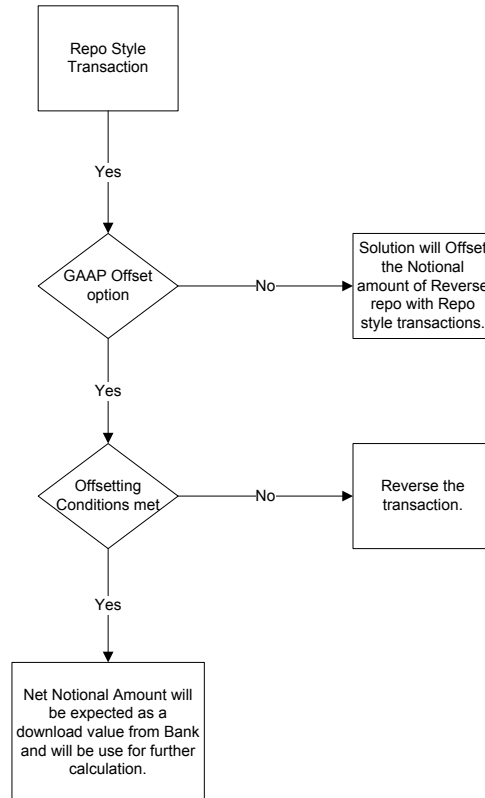 Repo Style
Transaction
Yes
GAAP Offset
option
No
Solution will Offset
the Notional
amount of Reverse
repo with Repo
style transactions.
Yes
Offsetting
Conditions met
No
Reverse the
transaction.
Yes
Net Notional Amount will
be expected as a
download value from Bank
and will be use for further
calculation.